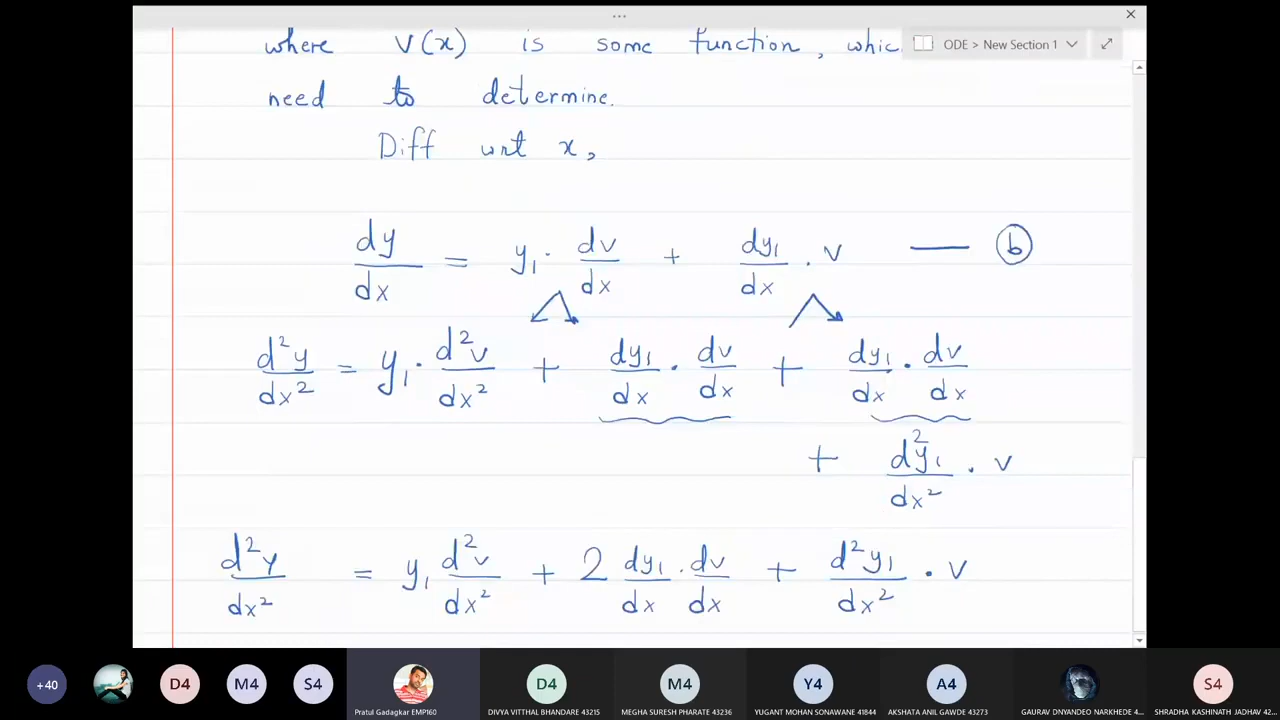 ODE > New Section 1
where v(x) is some function, whic
need to determine.
Diff wrt x,
dy/dx = y₁ · dv/dx + dy₁/dx · v —— (b)
d²y/dx² = y₁ · d²v/dx² + dy₁/dx · dv/dx + dy₁/dx · dv/dx
+ d²y₁/dx² · v
d²y/dx² = y₁ d²v/dx² + 2 dy₁/dx · dv/dx + d²y₁/dx² · v
+40 D4 M4 S4 D4 M4 Y4 A4 S4
Pratul Gadagkar EMP160 DIVYA VITTHAL BHANDARE 43215 MEGHA SURESH PHARATE 43236 YUGANT MOHAN SONAWANE 41844 AKSHATA ANIL GAWDE 43273 GAURAV DNYANDEO NARKHEDE 4... SHRADHA KASHINATH JADHAV 42...